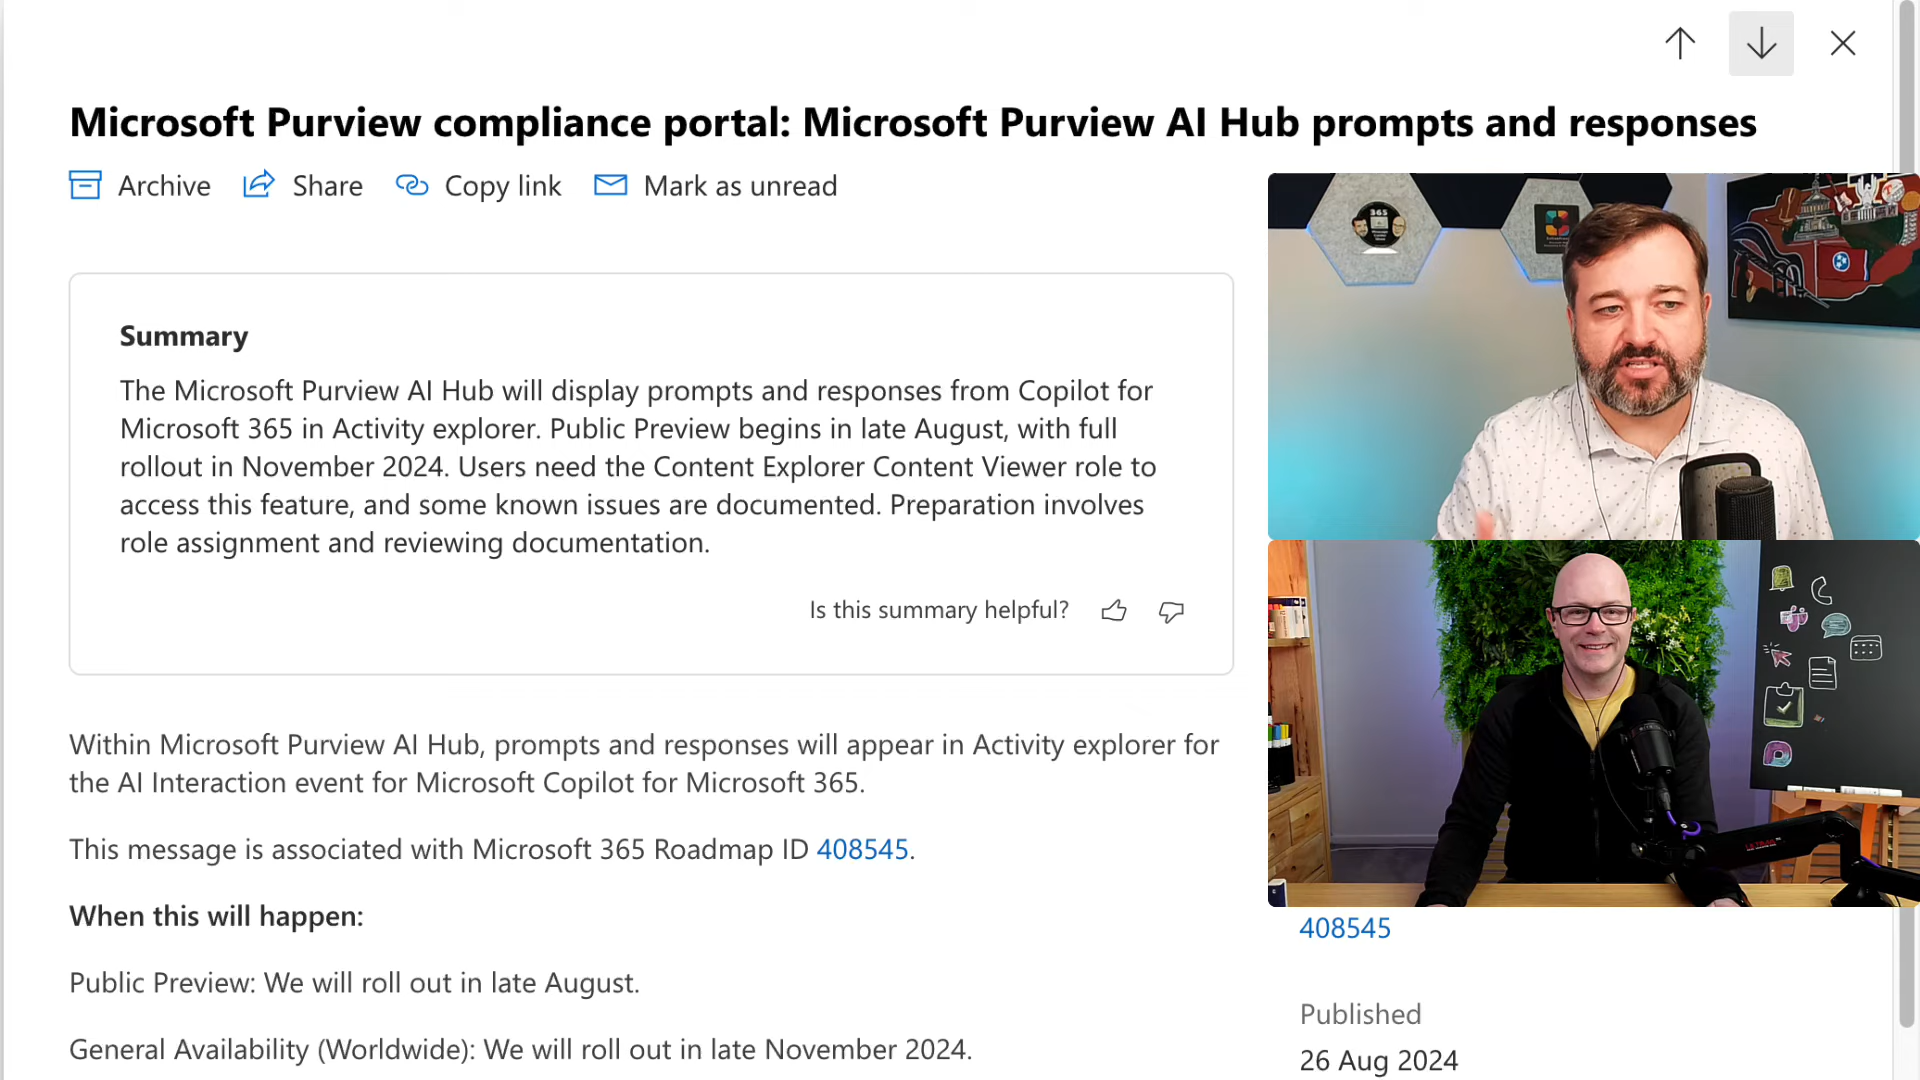 Microsoft Purview compliance portal: Microsoft Purview AI Hub prompts and responses
Archive
Share
Copy link
Mark as unread
Summary
The Microsoft Purview AI Hub will display prompts and responses from Copilot for
Microsoft 365 in Activity explorer. Public Preview begins in late August, with full
rollout in November 2024. Users need the Content Explorer Content Viewer role to
access this feature, and some known issues are documented. Preparation involves
role assignment and reviewing documentation.
Is this summary helpful?
Within Microsoft Purview AI Hub, prompts and responses will appear in Activity explorer for
the AI Interaction event for Microsoft Copilot for Microsoft 365.
This message is associated with Microsoft 365 Roadmap ID 408545.
When this will happen:
Public Preview: We will roll out in late August.
General Availability (Worldwide): We will roll out in late November 2024.
365
408545
Published
26 Aug 2024